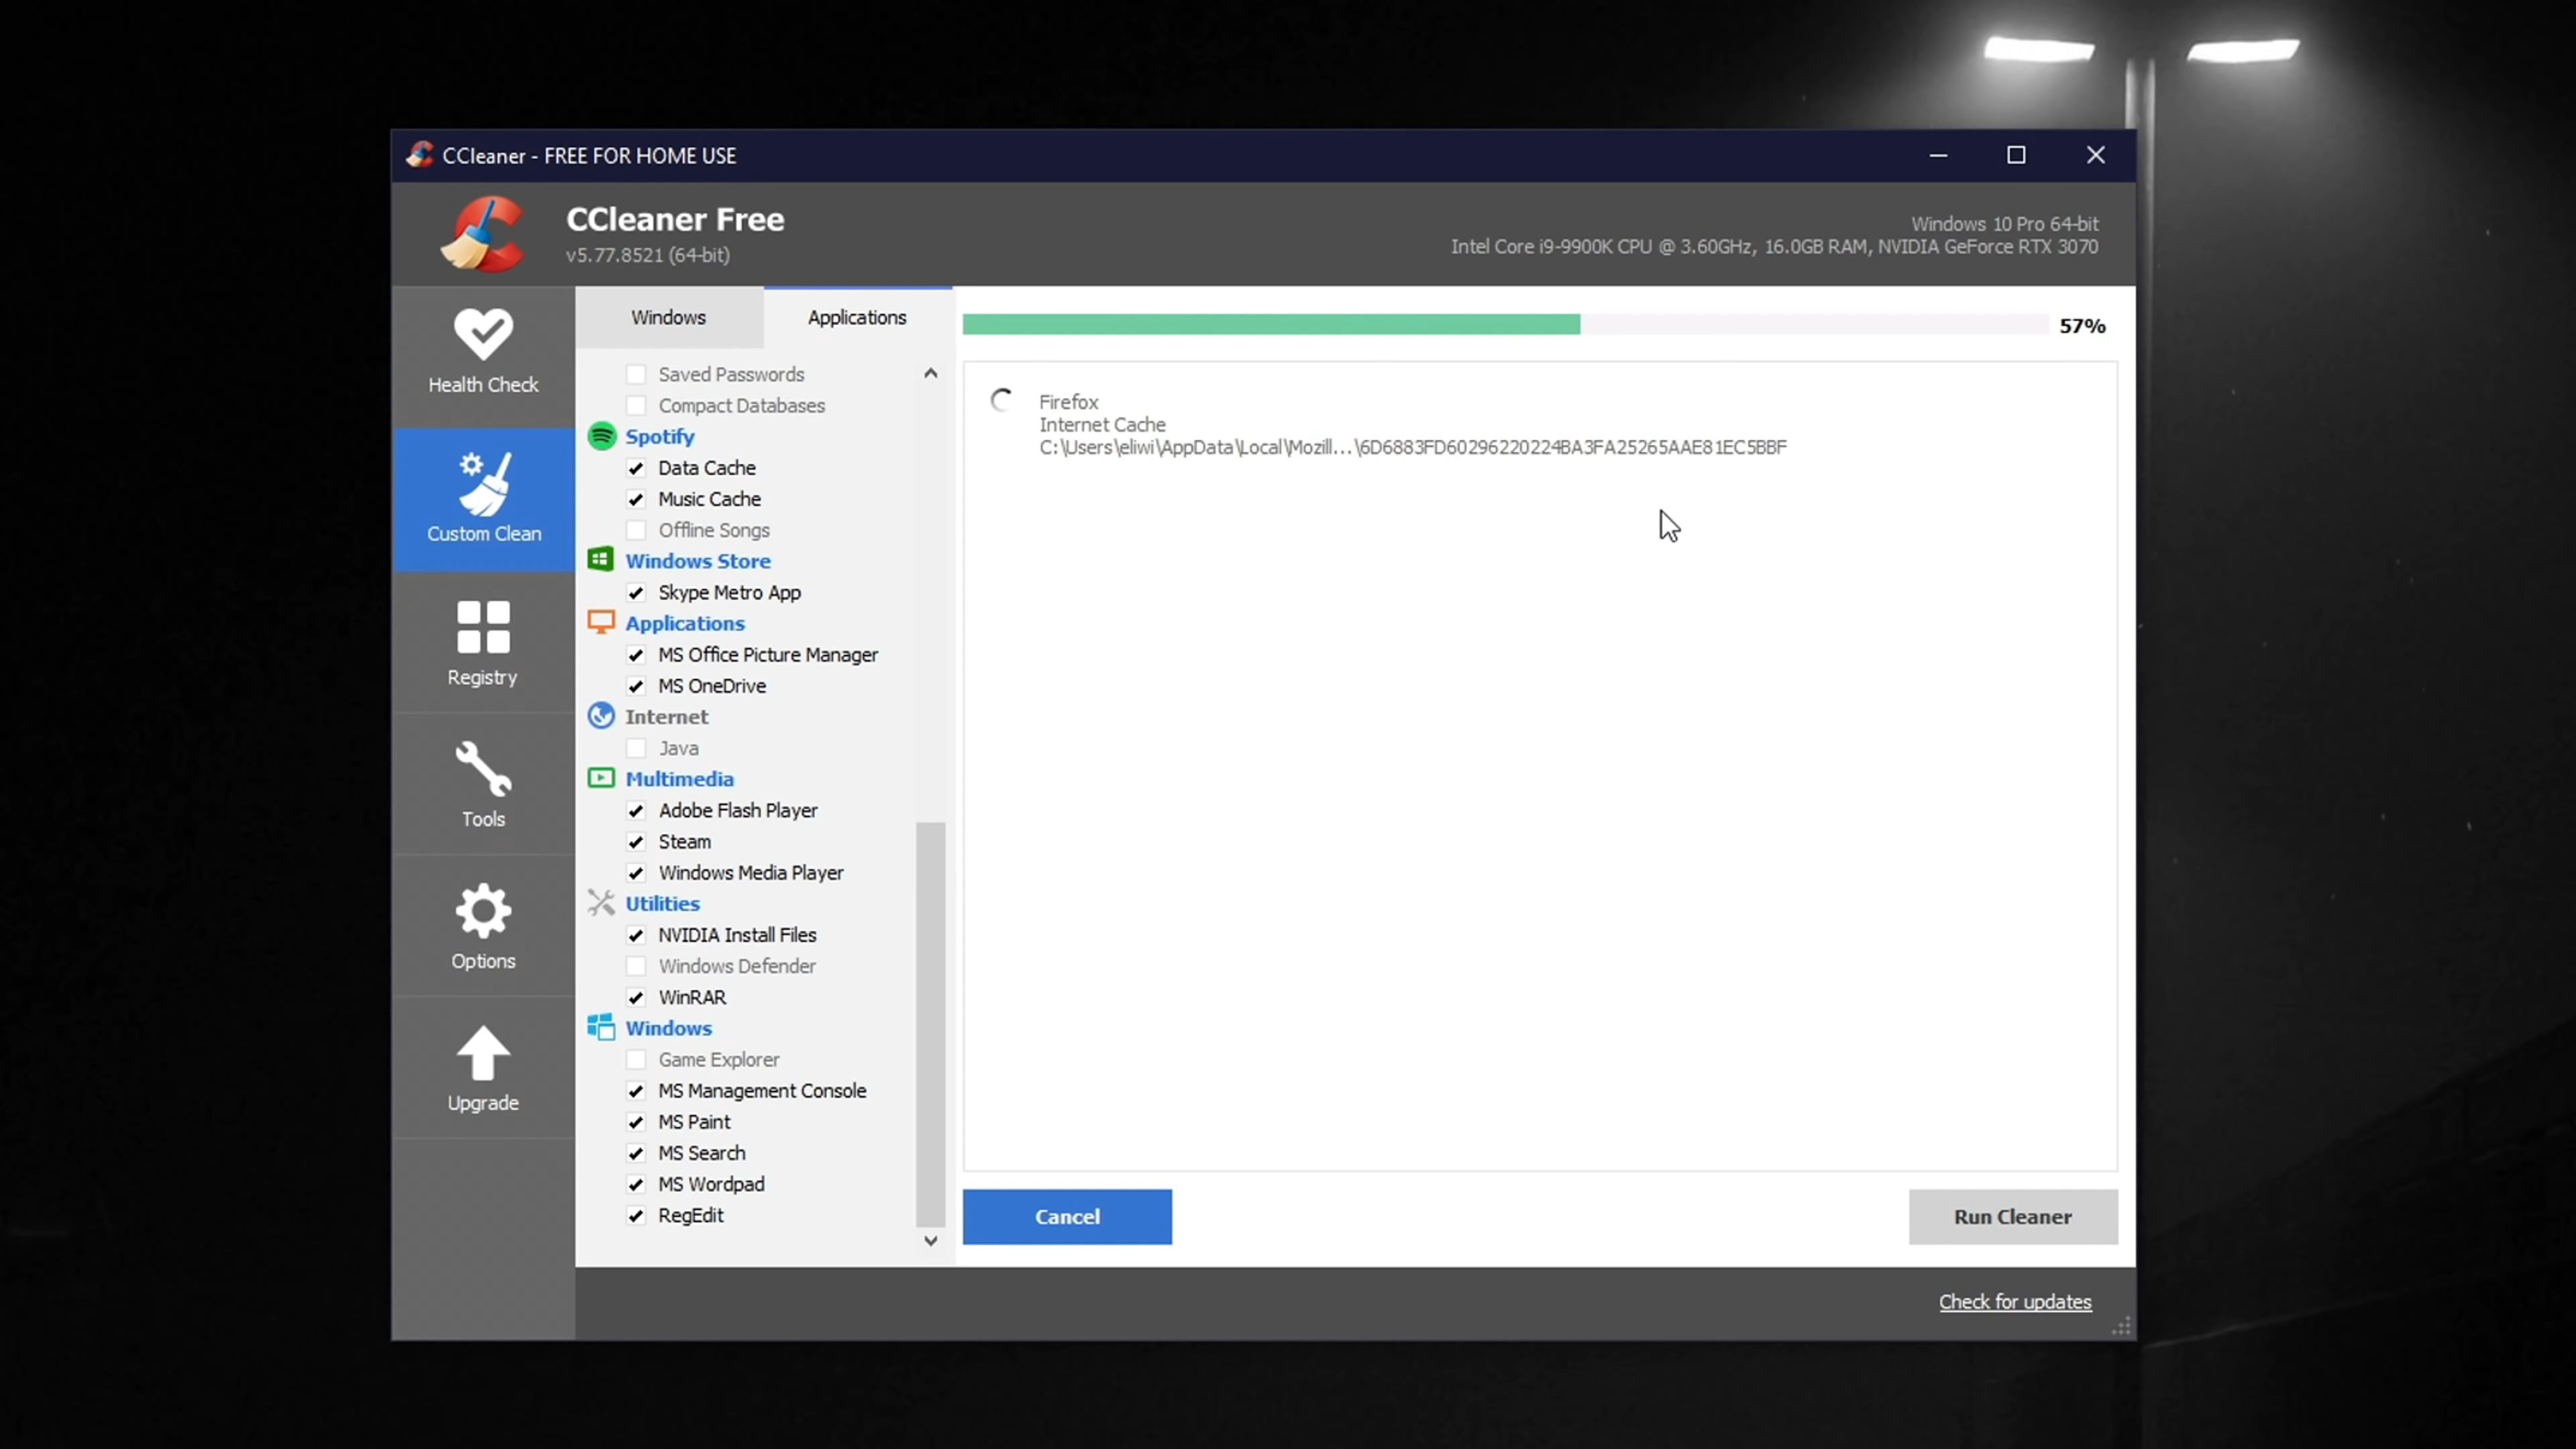 CCleaner - FREE FOR HOME USE
CCleaner Free
v5.77.8521 (64-bit)
Windows 10 Pro 64-bit
Intel Core i9-9900K CPU @ 3.60GHz, 16.0GB RAM, NVIDIA GeForce RTX 3070
Health Check
Custom Clean
Registry
Tools
Options
Upgrade
Windows
Applications
Saved Passwords
Compact Databases
Spotify
Data Cache
Music Cache
Offline Songs
Windows Store
Skype Metro App
Applications
MS Office Picture Manager
MS OneDrive
Internet
Java
Multimedia
Adobe Flash Player
Steam
Windows Media Player
Utilities
NVIDIA Install Files
Windows Defender
WinRAR
Windows
Game Explorer
MS Management Console
MS Paint
MS Search
MS Wordpad
RegEdit
57%
Firefox
Internet Cache
C:\Users\eliwi\AppData\Local\Mozill...\6D6883FD60296220224BA3FA25265AAE81EC5BBF
Cancel
Run Cleaner
Check for updates